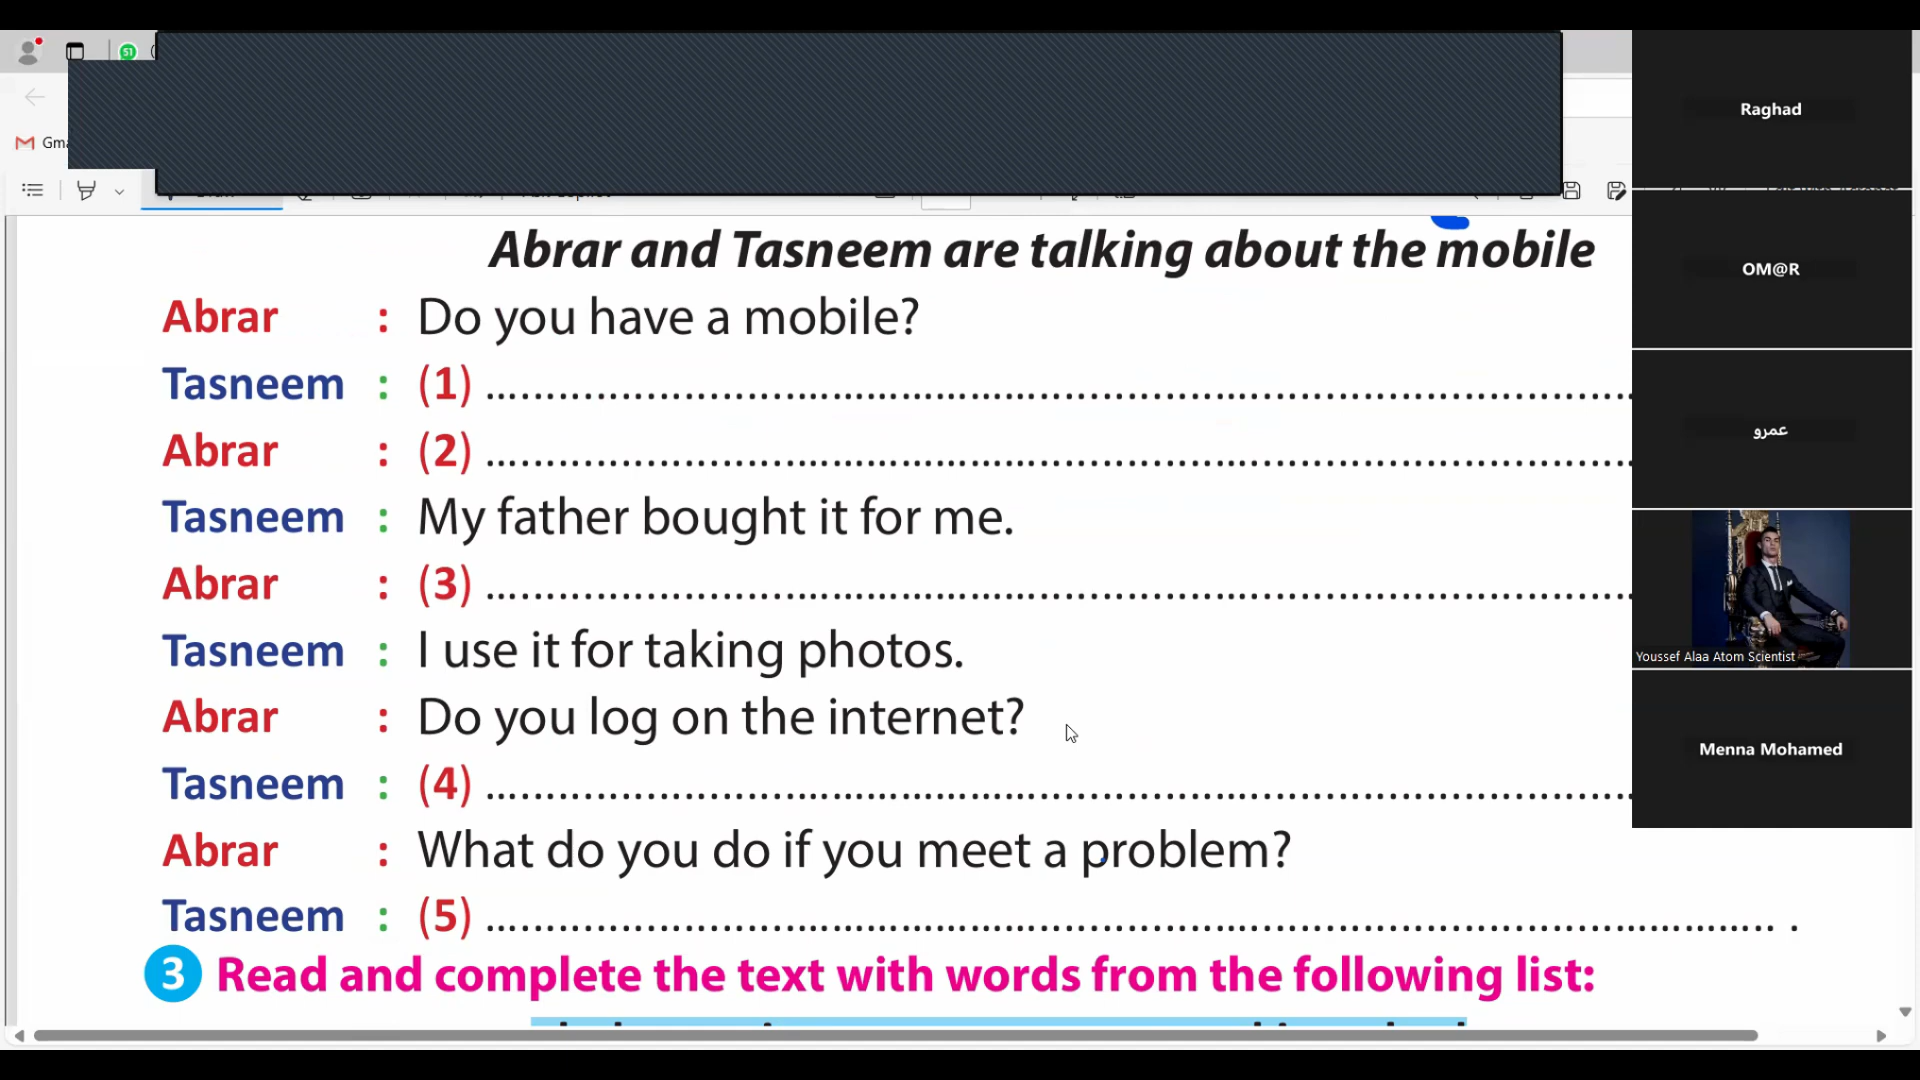 51
Gma
Raghad
OM@R
عمرو
Youssef Alaa Atom Scientist
Menna Mohamed
Abrar and Tasneem are talking about the mobile
Abrar : Do you have a mobile?
Tasneem : (1) ........................................................................
Abrar : (2) ........................................................................
Tasneem : My father bought it for me.
Abrar : (3) ........................................................................
Tasneem : I use it for taking photos.
Abrar : Do you log on the internet?
Tasneem : (4) ........................................................................
Abrar : What do you do if you meet a problem?
Tasneem : (5) ................................................................................ .
3 Read and complete the text with words from the following list: